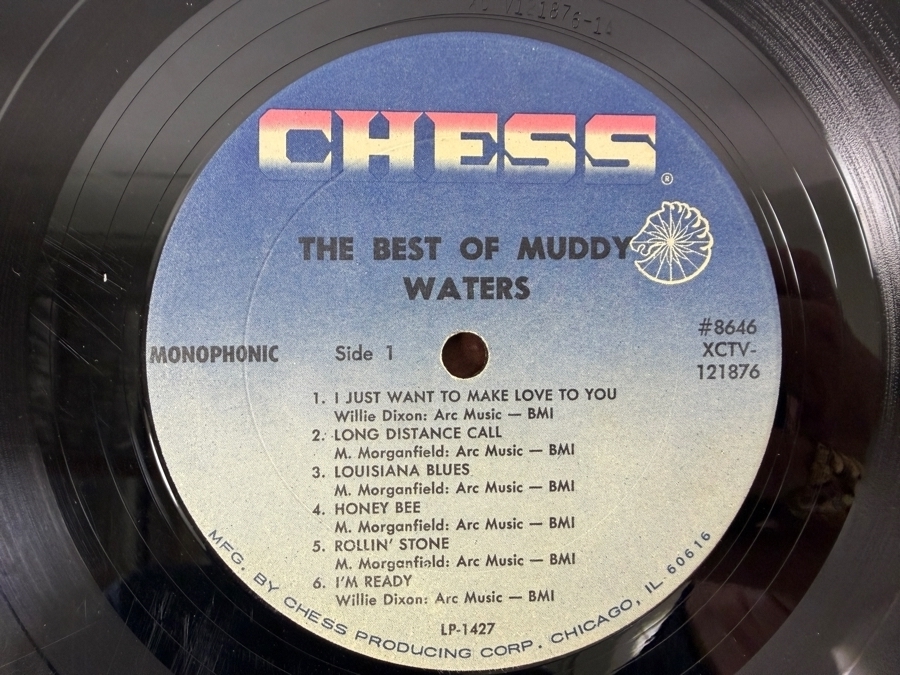 CHESS
®
THE BEST OF MUDDY
WATERS
MONOPHONIC
Side 1
#8646
XCTV-
121876
1. I JUST WANT TO MAKE LOVE TO YOU
Willie Dixon: Arc Music — BMI
2. LONG DISTANCE CALL
M. Morganfield: Arc Music — BMI
3. LOUISIANA BLUES
M. Morganfield: Arc Music — BMI
4. HONEY BEE
M. Morganfield: Arc Music — BMI
5. ROLLIN' STONE
M. Morganfield: Arc Music — BMI
6. I'M READY
Willie Dixon: Arc Music — BMI
LP-1427
MFG. BY CHESS PRODUCING CORP. CHICAGO, IL 60616